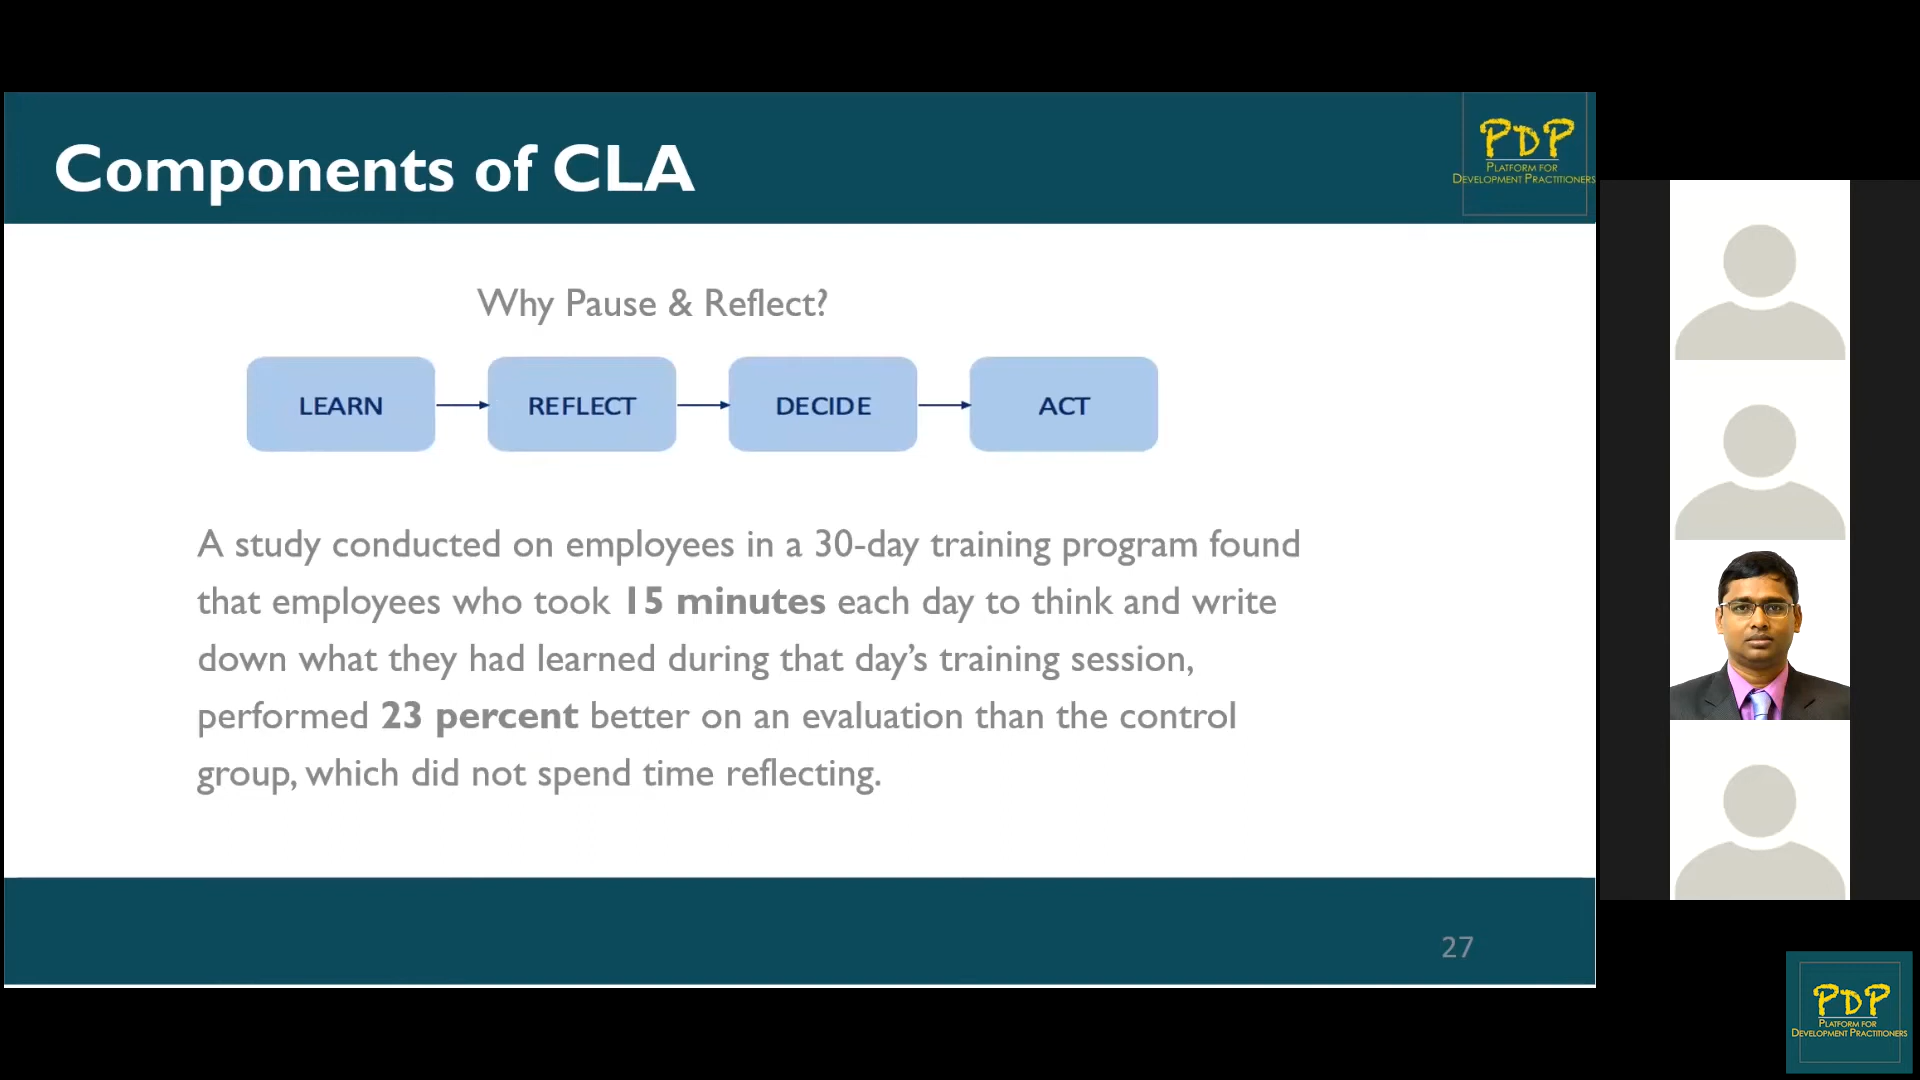 Components of CLA
PDP
PLATFORM FOR
DEVELOPMENT PRACTITIONERS
Why Pause & Reflect?
LEARN
REFLECT
DECIDE
ACT
A study conducted on employees in a 30-day training program found
that employees who took 15 minutes each day to think and write
down what they had learned during that day’s training session,
performed 23 percent better on an evaluation than the control
group, which did not spend time reflecting.
27
PDP
PLATFORM FOR
DEVELOPMENT PRACTITIONERS